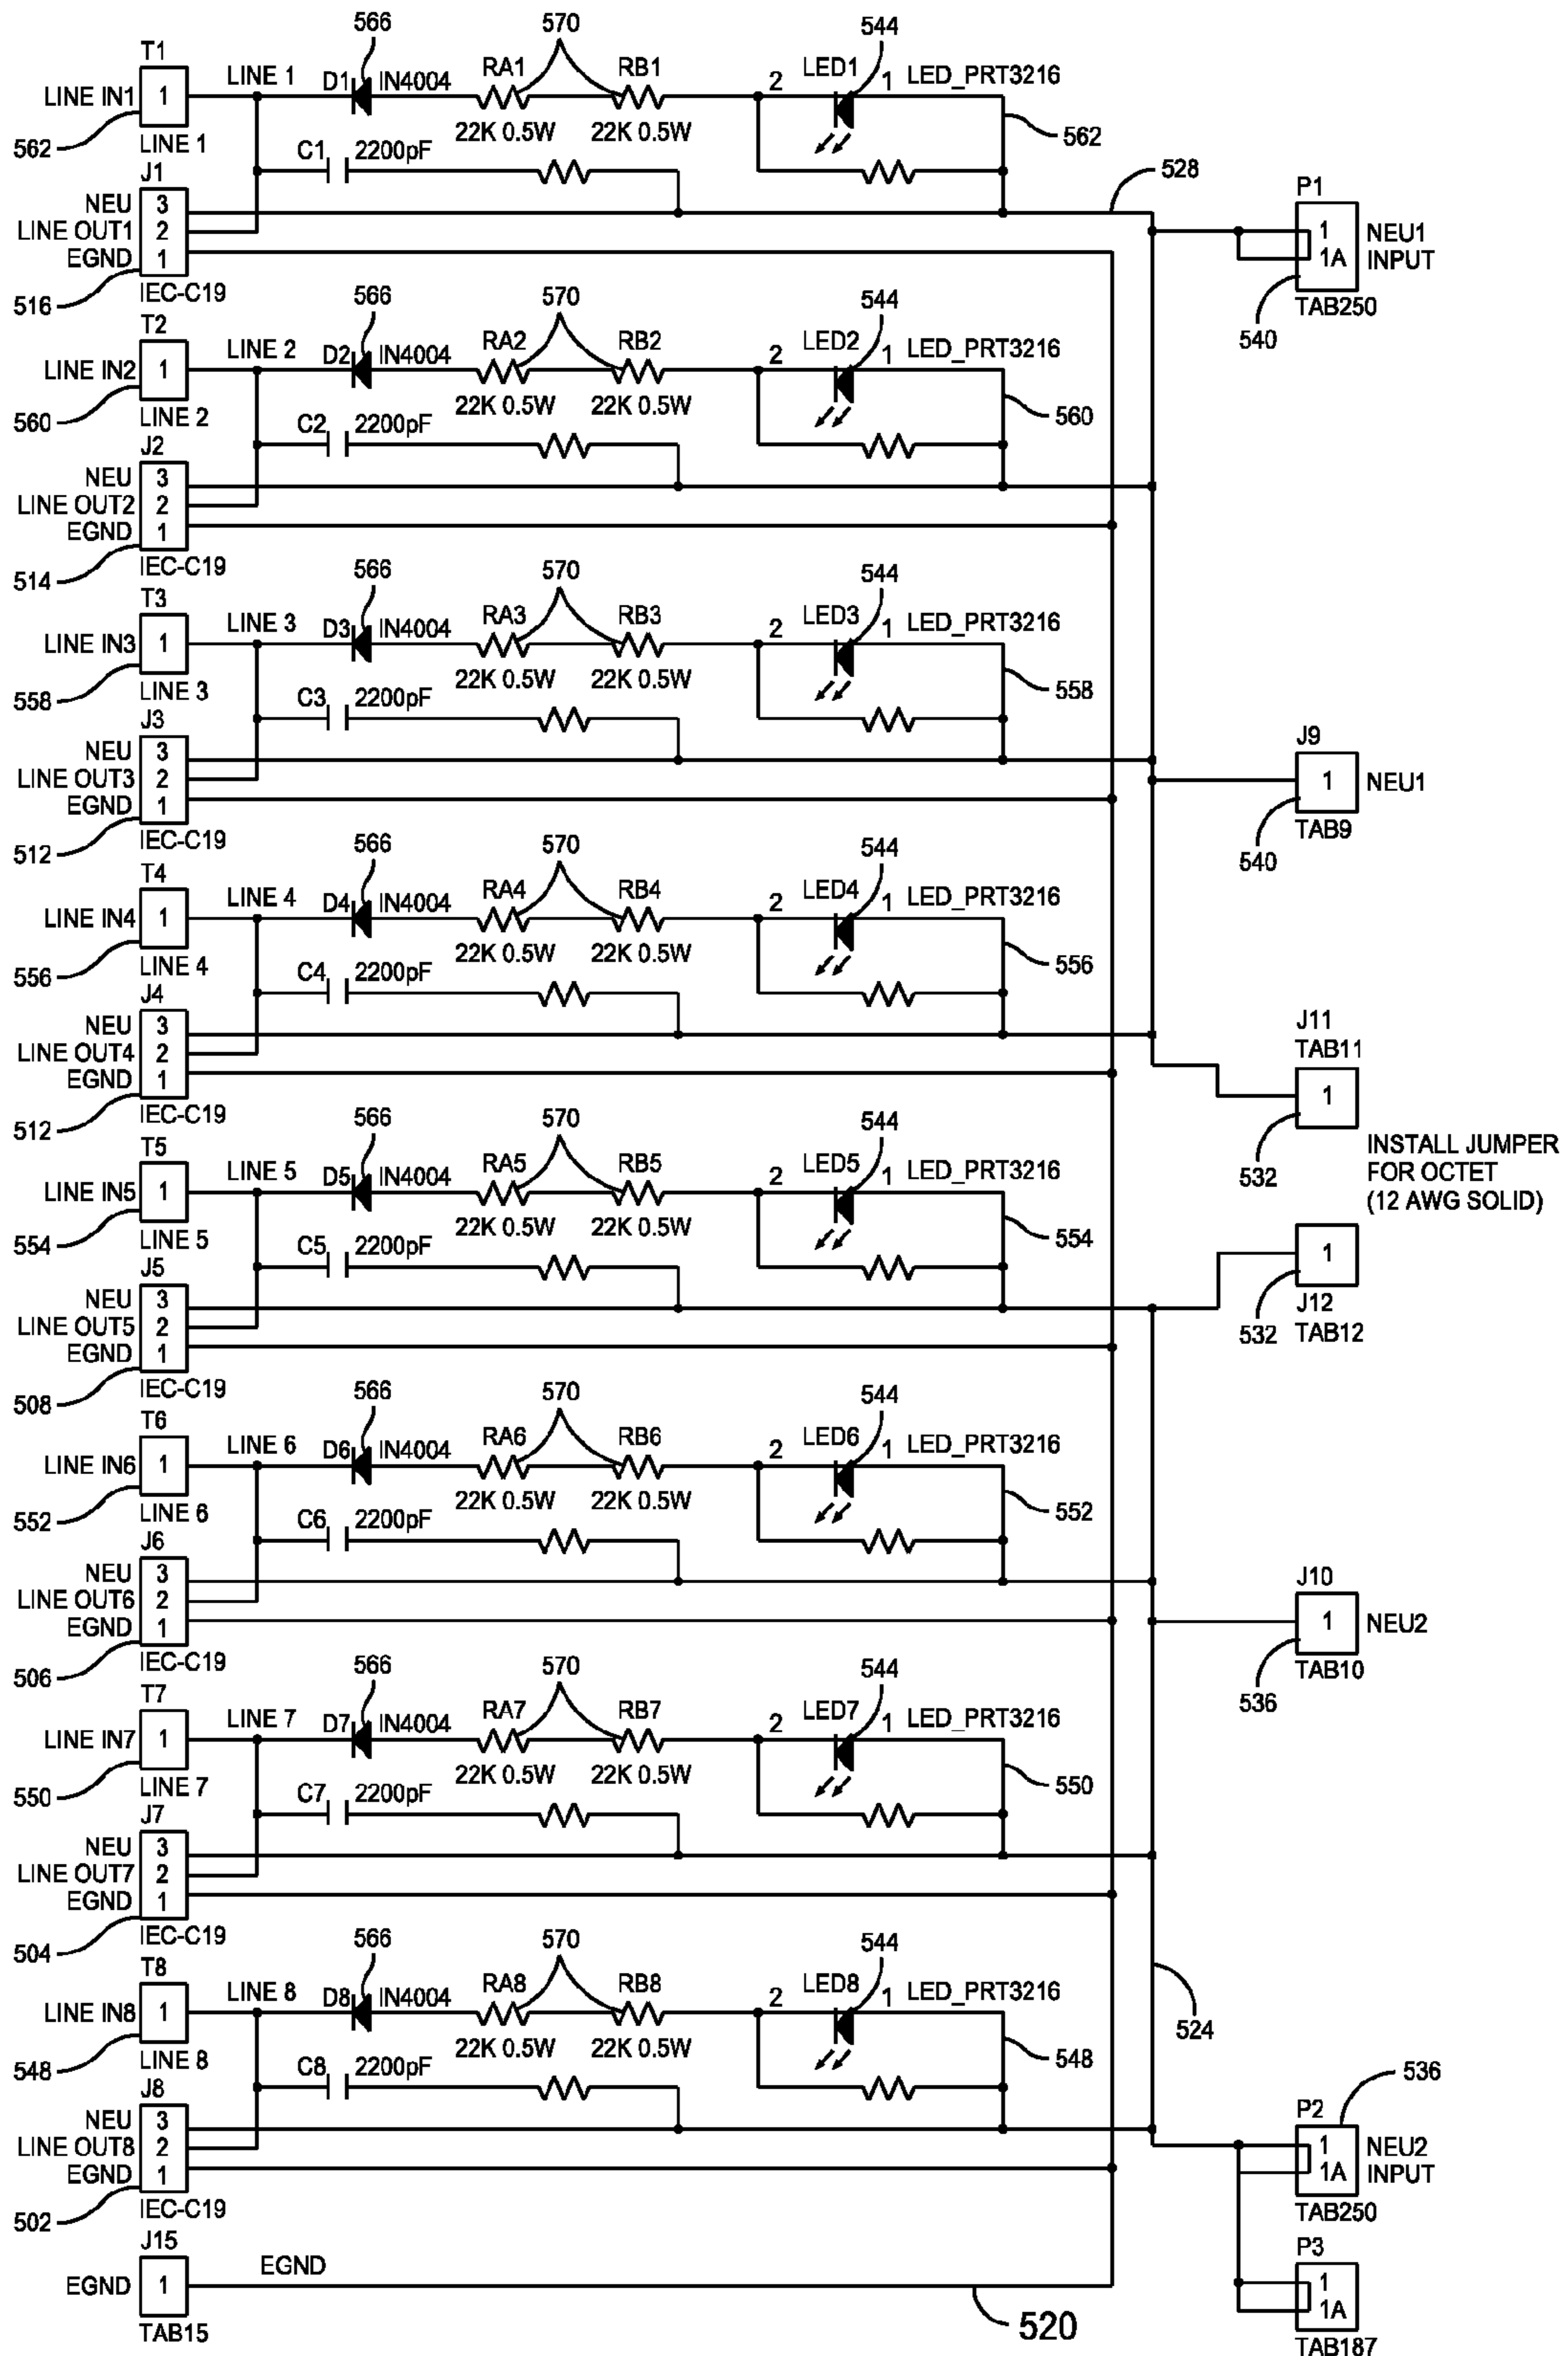 566 570 544
T1
LINE IN1 1 LINE 1 D1 IN4004 RA1 RB1 2 LED1 1 LED_PRT3216
562 LINE 1 22K 0.5W 22K 0.5W 562
J1 C1 2200pF 528
NEU 3 P1
LINE OUT1 2 1 NEU1
EGND 1 1A INPUT
516 IEC-C19 TAB250
540
566 570 544
T2
LINE IN2 1 LINE 2 D2 IN4004 RA2 RB2 2 LED2 1 LED_PRT3216
560 LINE 2 22K 0.5W 22K 0.5W 560
J2 C2 2200pF
NEU 3
LINE OUT2 2
EGND 1
514 IEC-C19
566 570 544
T3
LINE IN3 1 LINE 3 D3 IN4004 RA3 RB3 2 LED3 1 LED_PRT3216
558 LINE 3 22K 0.5W 22K 0.5W 558
J3 C3 2200pF
NEU 3 J9
LINE OUT3 2 1 NEU1
EGND 1 TAB9
512 IEC-C19 540
566 570 544
T4
LINE IN4 1 LINE 4 D4 IN4004 RA4 RB4 2 LED4 1 LED_PRT3216
556 LINE 4 22K 0.5W 22K 0.5W 556
J4 C4 2200pF
NEU 3 J11
LINE OUT4 2 TAB11
EGND 1 1
512 IEC-C19
INSTALL JUMPER
FOR OCTET
(12 AWG SOLID)
532
566 570 544
T5
LINE IN5 1 LINE 5 D5 IN4004 RA5 RB5 2 LED5 1 LED_PRT3216
554 LINE 5 22K 0.5W 22K 0.5W 554
J5 C5 2200pF 1
NEU 3 J12
LINE OUT5 2 532 TAB12
EGND 1
508 IEC-C19
566 570 544
T6
LINE IN6 1 LINE 6 D6 IN4004 RA6 RB6 2 LED6 1 LED_PRT3216
552 LINE 6 22K 0.5W 22K 0.5W 552
J6 C6 2200pF
NEU 3 J10
LINE OUT6 2 1 NEU2
EGND 1 TAB10
506 IEC-C19 536
566 570 544
T7
LINE IN7 1 LINE 7 D7 IN4004 RA7 RB7 2 LED7 1 LED_PRT3216
550 LINE 7 22K 0.5W 22K 0.5W 550
J7 C7 2200pF
NEU 3
LINE OUT7 2
EGND 1
504 IEC-C19
566 570 544
T8
LINE IN8 1 LINE 8 D8 IN4004 RA8 RB8 2 LED8 1 LED_PRT3216
524
548 LINE 8 22K 0.5W 22K 0.5W 548
J8 C8 2200pF 536
NEU 3 P2
LINE OUT8 2 1 NEU2
EGND 1 1A INPUT
502 IEC-C19 TAB250
J15 P3
EGND 1 EGND 1
1A
TAB15 520 TAB187